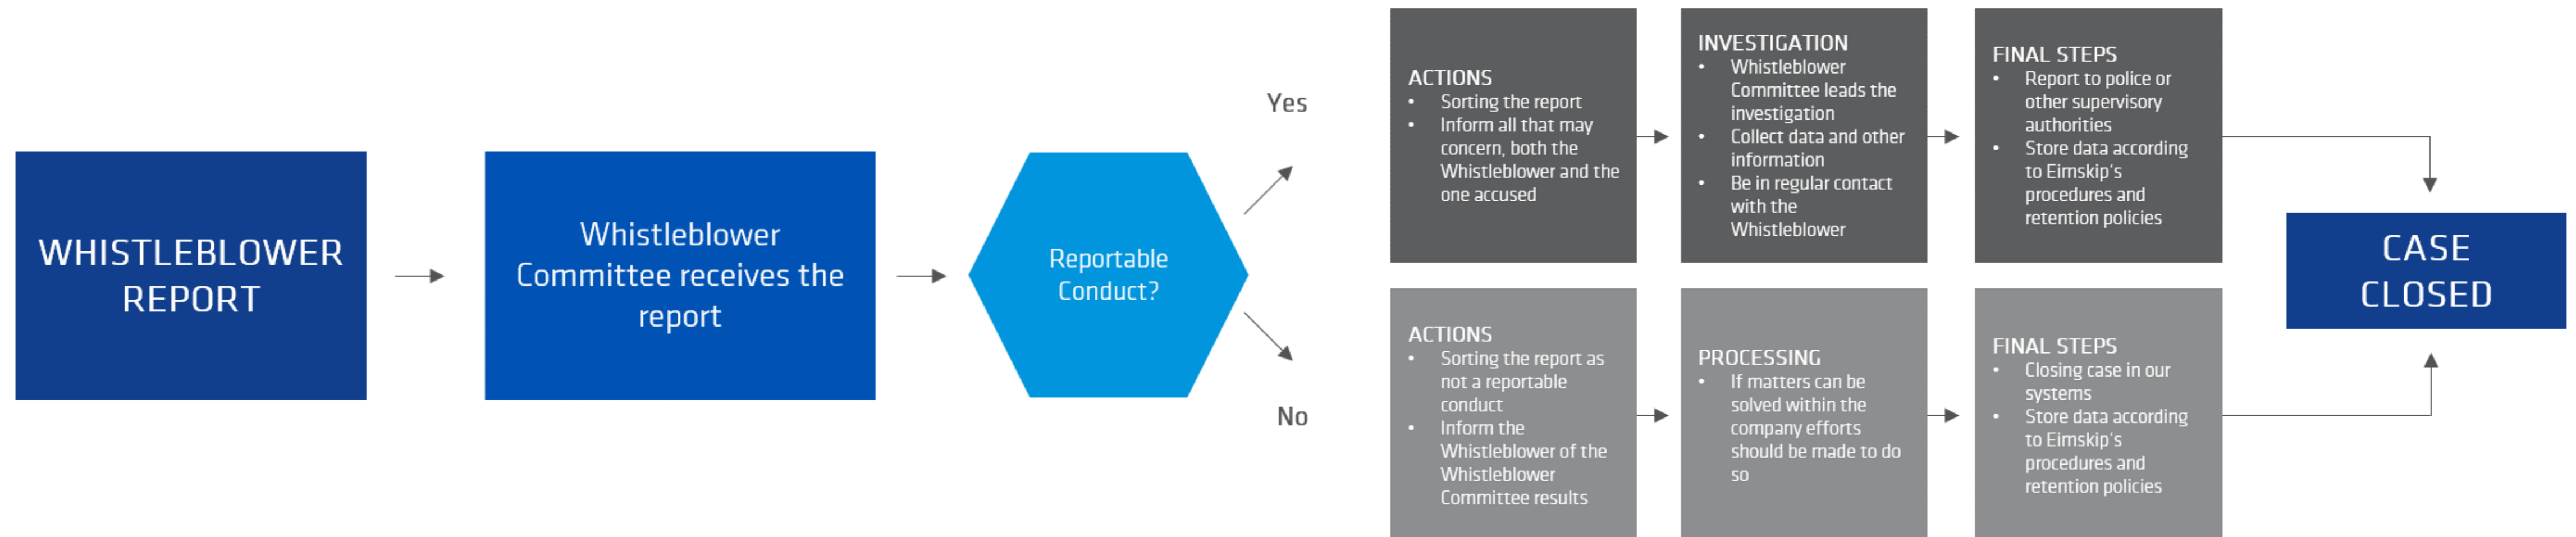 WHISTLEBLOWER
REPORT
Whistleblower
Committee receives the
report
Reportable
Conduct?
Yes
ACTIONS
• Sorting the report
• Inform all that may
concern, both the
Whistleblower and the
one accused
INVESTIGATION
• Whistleblower
Committee leads the
investigation
• Collect data and other
information
• Be in regular contact
with the
Whistleblower
FINAL STEPS
• Report to police or
other supervisory
authorities
• Store data according
to Eimskip's
procedures and
retention policies
No
ACTIONS
• Sorting the report as
not a reportable
conduct
• Inform the
Whistleblower of the
Whistleblower
Committee results
PROCESSING
• If matters can be
solved within the
company efforts
should be made to do
so
FINAL STEPS
• Closing case in our
systems
• Store data according
to Eimskip's
procedures and
retention policies
CASE
CLOSED